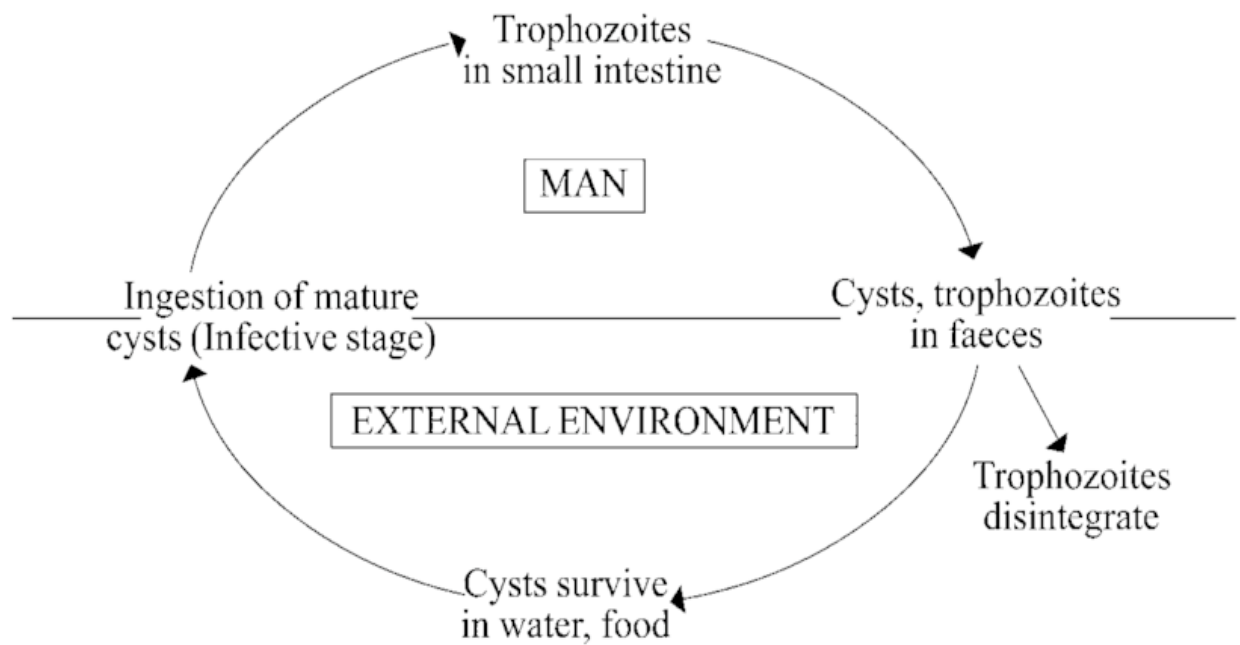 Trophozoites
in small intestine
MAN
Ingestion of mature
cysts (Infective stage)
Cysts, trophozoites
in faeces
EXTERNAL ENVIRONMENT
Trophozoites
disintegrate
Cysts survive
in water, food